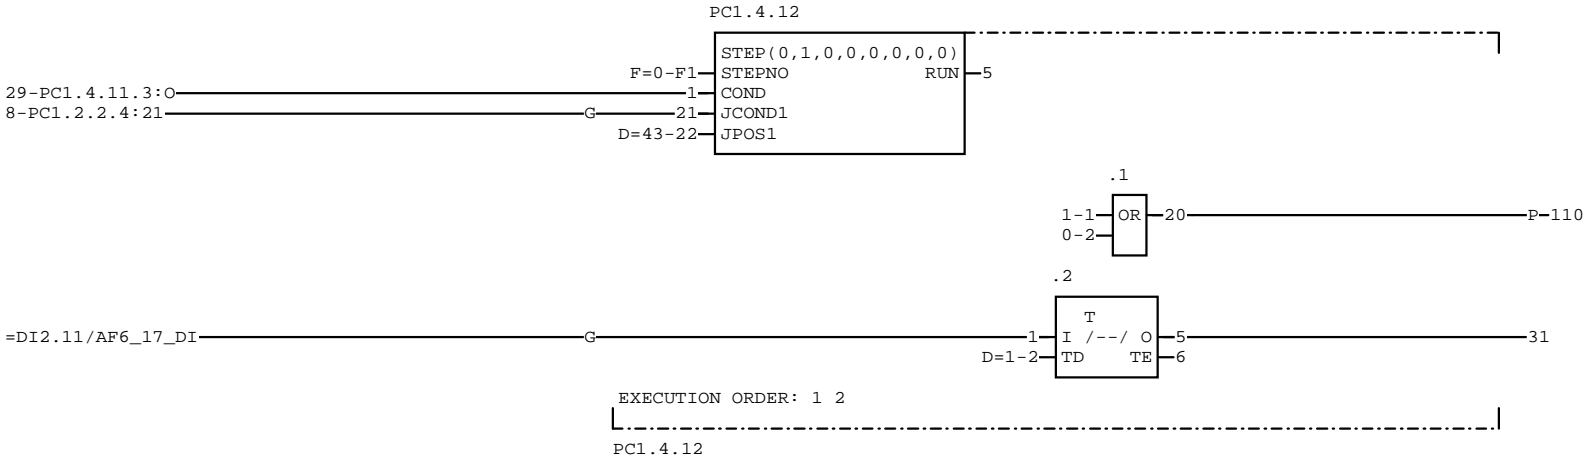 PC1.4.12
STEP(0,1,0,0,0,0,0,0)
F=0-F1 STEPNO RUN 5
29-PC1.4.11.3:O 1 COND
8-PC1.2.2.4:21 G 21 JCOND1
D=43-22 JPOS1
.1
1-1 OR 20 P-110
0-2
.2
T
=DI2.11/AF6_17_DI G 1 I /--/ O 5 31
D=1-2 TD TE 6
EXECUTION ORDER: 1 2
PC1.4.12